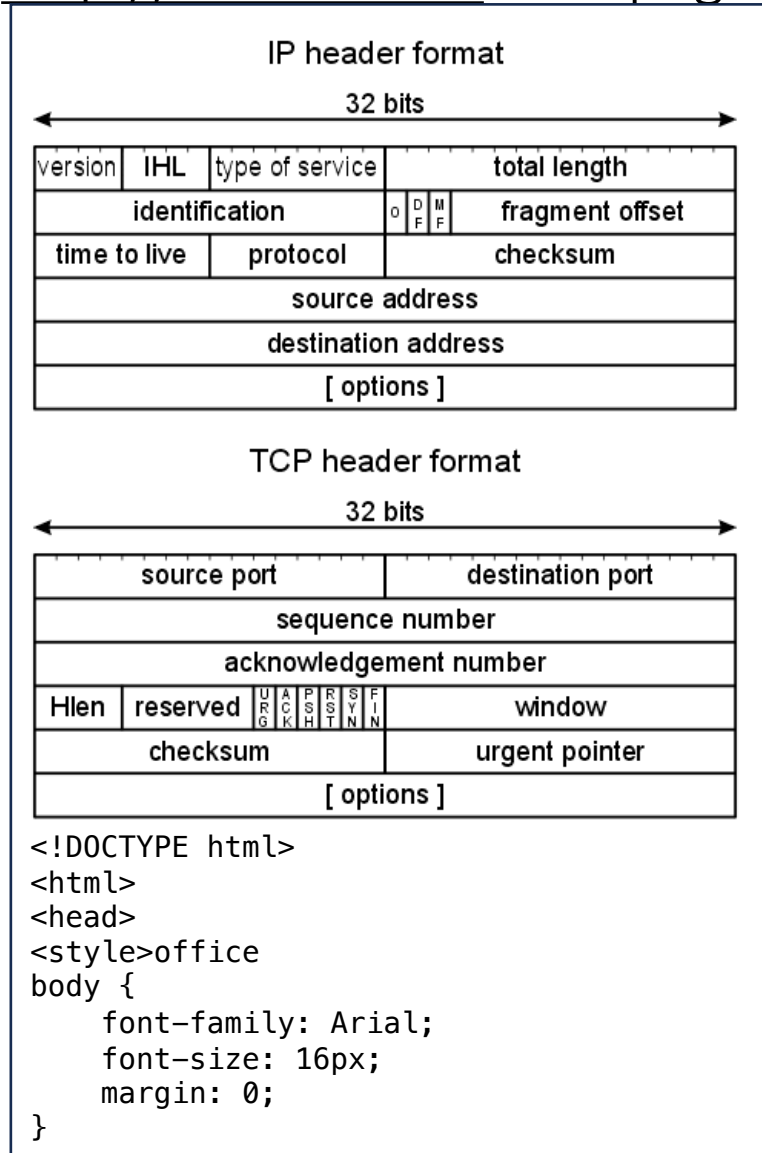 IP header format
32 bits
version IHL type of service total length
identification o DF MF fragment offset
time to live protocol checksum
source address
destination address
[ options ]
TCP header format
32 bits
source port destination port
sequence number
acknowledgement number
Hlen reserved URG ACK PSH RST SYN FIN window
checksum urgent pointer
[ options ]
<!DOCTYPE html>
<html>
<head>
<style>office
body {
    font-family: Arial;
    font-size: 16px;
    margin: 0;
}